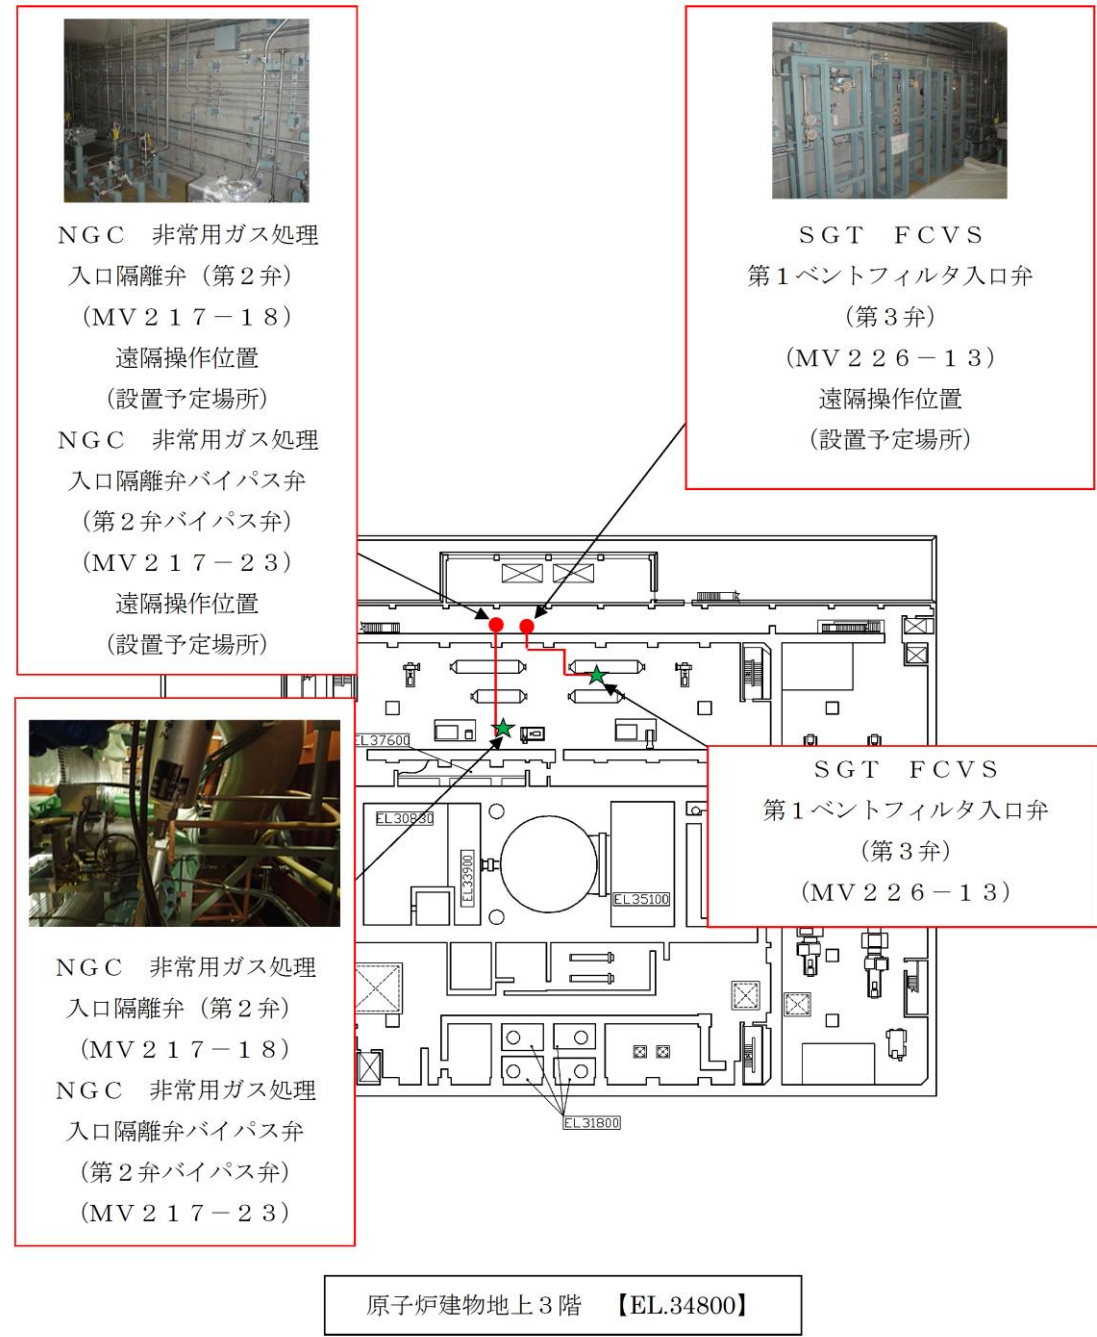 NGC 非常用ガス処理
入口隔離弁(第2弁)
(MV217-18)
遠隔操作位置
(設置予定場所)
NGC 非常用ガス処理
入口隔離弁バイパス弁
(第2弁バイパス弁)
(MV217-23)
遠隔操作位置
(設置予定場所)
SGT FCVS
第1ベントフィルタ入口弁
(第3弁)
(MV226-13)
遠隔操作位置
(設置予定場所)
NGC 非常用ガス処理
入口隔離弁(第2弁)
(MV217-18)
NGC 非常用ガス処理
入口隔離弁バイパス弁
(第2弁バイパス弁)
(MV217-23)
SGT FCVS
第1ベントフィルタ入口弁
(第3弁)
(MV226-13)
EL37600
EL30830
EL33900
EL35100
EL31800
原子炉建物地上3階 【EL.34800】